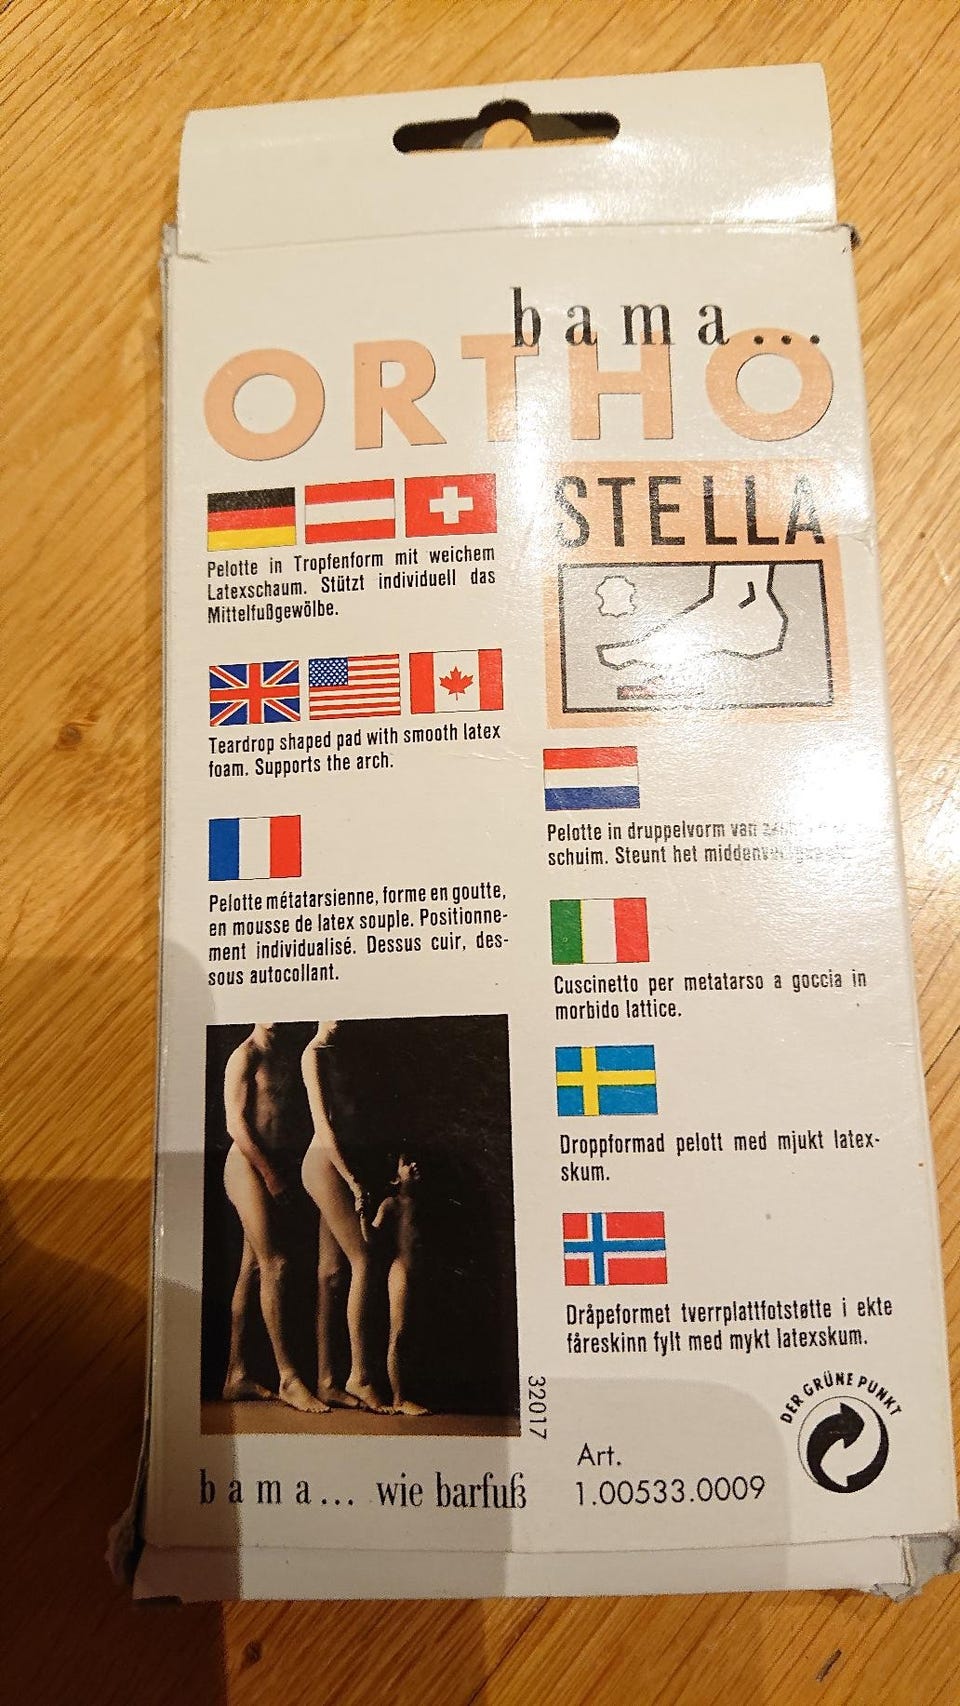 bama...
ORTHO
STELLA
Pelotte in Tropfenform mit weichem
Latexschaum. Stützt individuell das
Mittelfußgewölbe.
Teardrop shaped pad with smooth latex
foam. Supports the arch.
Pelotte métatarsienne, forme en goutte,
en mousse de latex souple. Positionne-
ment individualisé. Dessus cuir, des-
sous autocollant.
Pelotte in druppelvorm van
schuim. Steunt het
Cuscinetto per metatarso a goccia in
morbido lattice.
Droppformad pelott med mjukt latex-
skum.
Dråpeformet tverrplattfotstøtte i ekte
fåreskinn fylt med mykt latexskum.
32017
bama... wie barfuß
Art.
1.00533.0009
DER GRÜNE PUNKT